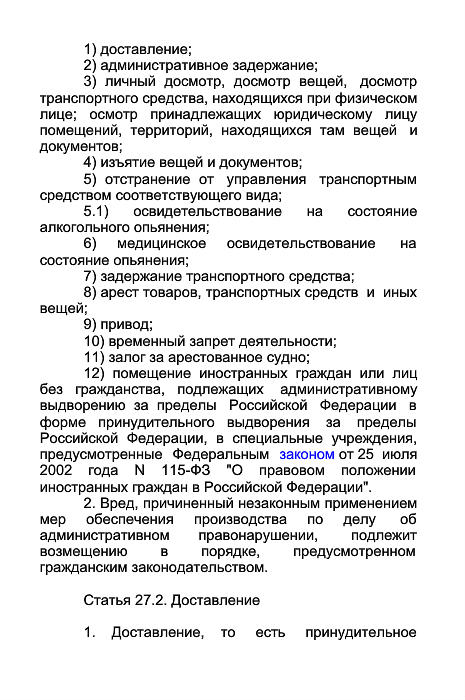 1) доставление;
2) административное задержание;
3) личный досмотр, досмотр вещей, досмотр
транспортного средства, находящихся при физическом
лице; осмотр принадлежащих юридическому лицу
помещений, территорий, находящихся там вещей и
документов;
4) изъятие вещей и документов;
5) отстранение от управления транспортным
средством соответствующего вида;
5.1) освидетельствование на состояние
алкогольного опьянения;
6) медицинское освидетельствование на
состояние опьянения;
7) задержание транспортного средства;
8) арест товаров, транспортных средств и иных
вещей;
9) привод;
10) временный запрет деятельности;
11) залог за арестованное судно;
12) помещение иностранных граждан или лиц
без гражданства, подлежащих административному
выдворению за пределы Российской Федерации в
форме принудительного выдворения за пределы
Российской Федерации, в специальные учреждения,
предусмотренные Федеральным законом от 25 июля
2002 года N 115-ФЗ "О правовом положении
иностранных граждан в Российской Федерации".
2. Вред, причиненный незаконным применением
мер обеспечения производства по делу об
административном правонарушении, подлежит
возмещению в порядке, предусмотренном
гражданским законодательством.
Статья 27.2. Доставление
1. Доставление, то есть принудительное